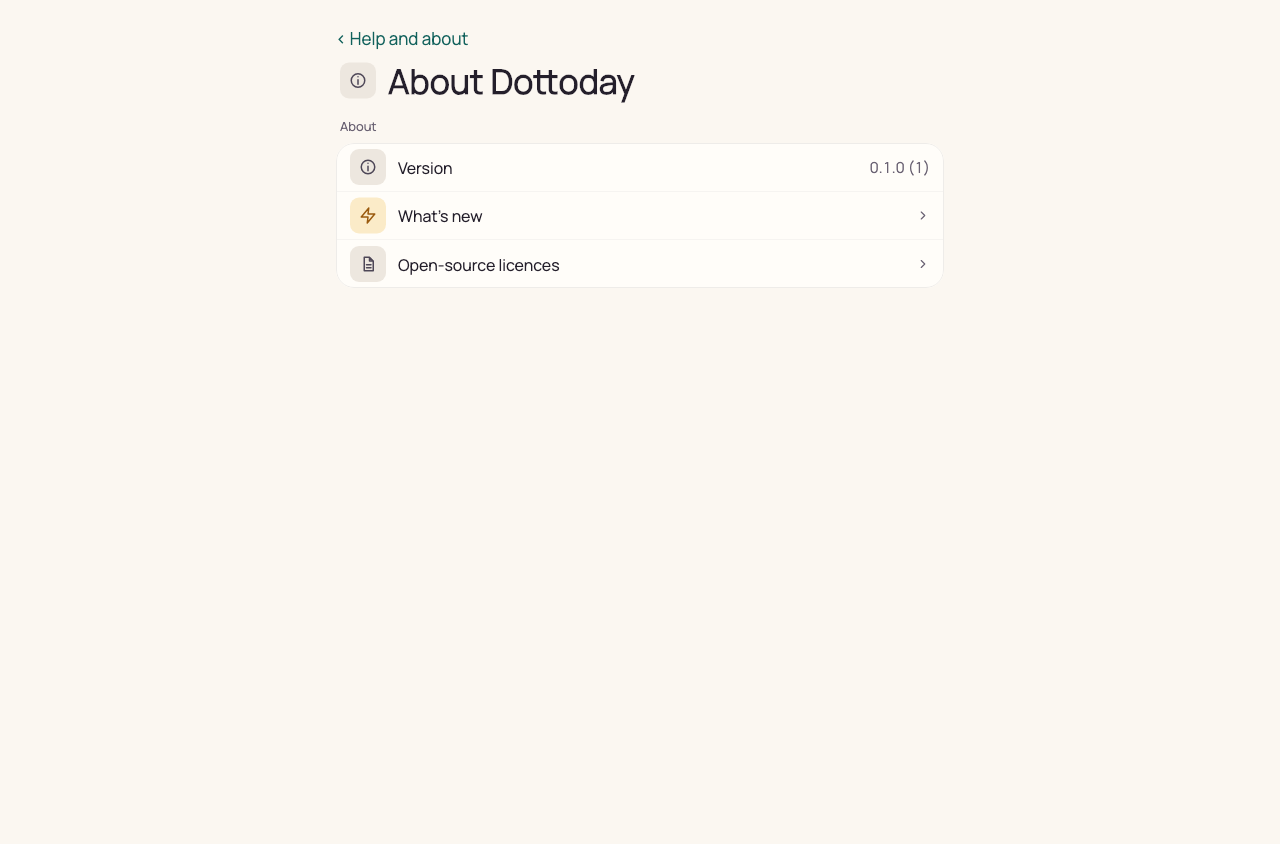 Help and about
About Dottoday
About
Version 0.1.0 (1)
What's new
Open-source licences